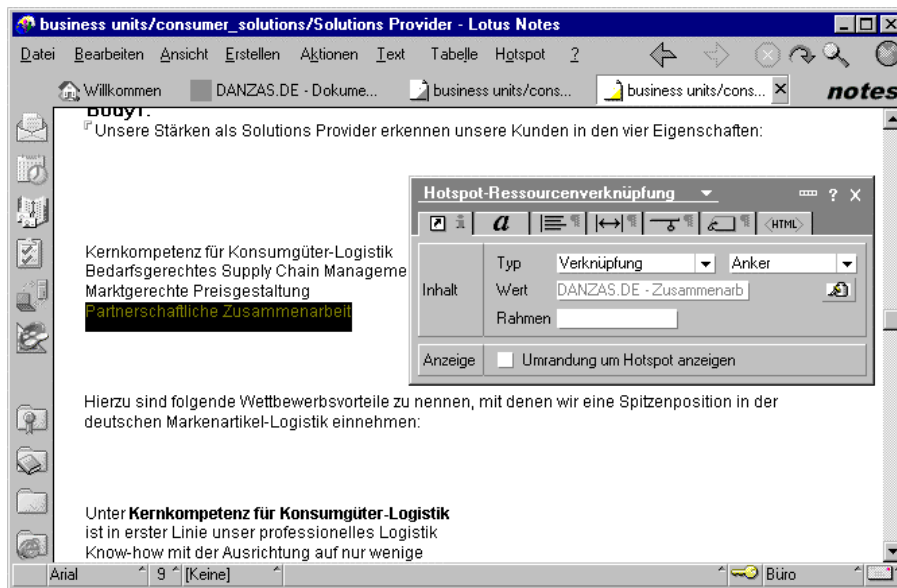 business units/consumer_solutions/Solutions Provider - Lotus Notes
Datei Bearbeiten Ansicht Erstellen Aktionen Text Tabelle Hotspot ?
Willkommen DANZAS.DE - Dokume... business units/cons... business units/cons... notes
Body1:
Unsere Stärken als Solutions Provider erkennen unsere Kunden in den vier Eigenschaften:
Hotspot-Ressourcenverknüpfung ? X
i a <HTML>
Kernkompetenz für Konsumgüter-Logistik
Bedarfsgerechtes Supply Chain Manageme
Marktgerechte Preisgestaltung
Partnerschaftliche Zusammenarbeit
Inhalt
Typ Verknüpfung Anker
Wert DANZAS.DE - Zusammenarb
Rahmen
Anzeige Umrandung um Hotspot anzeigen
Hierzu sind folgende Wettbewerbsvorteile zu nennen, mit denen wir eine Spitzenposition in der
deutschen Markenartikel-Logistik einnehmen:
Unter Kernkompetenz für Konsumgüter-Logistik
ist in erster Linie unser professionelles Logistik
Know-how mit der Ausrichtung auf nur wenige
Arial 9 [Keine] Büro